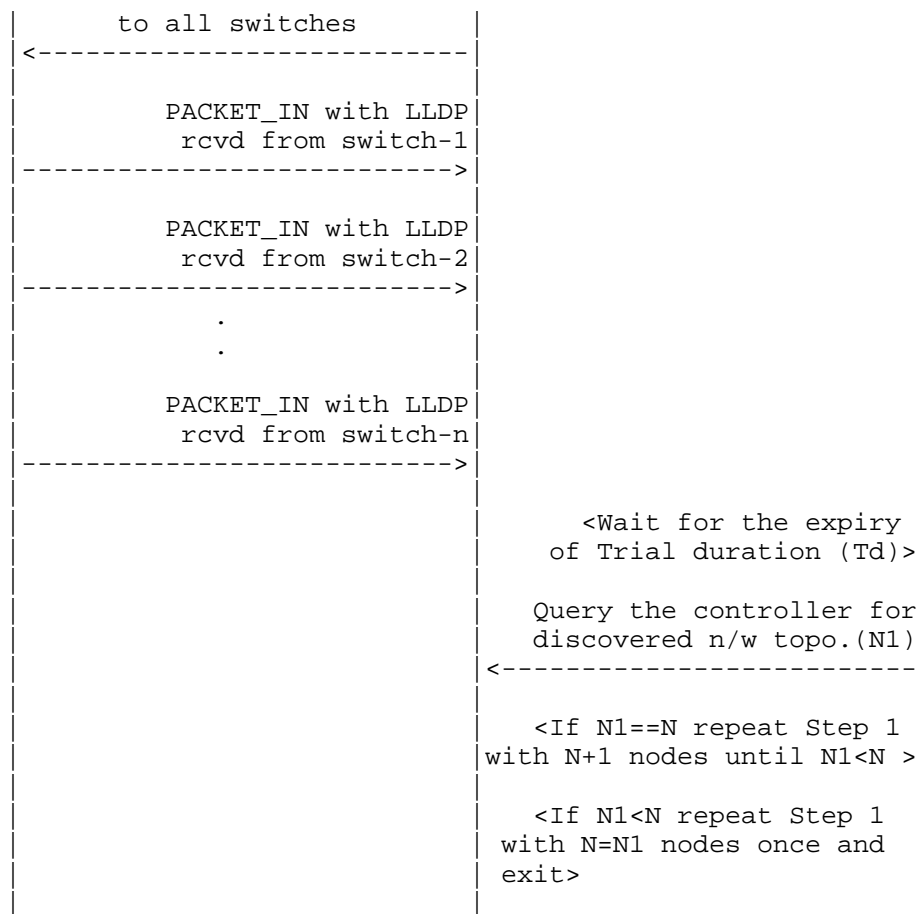 |      to all switches       |
|<---------------------------|
|                            |
|         PACKET_IN with LLDP|
|          rcvd from switch-1|
|--------------------------->|
|                            |
|         PACKET_IN with LLDP|
|          rcvd from switch-2|
|--------------------------->|
|            .               |
|            .               |
|                            |
|         PACKET_IN with LLDP|
|          rcvd from switch-n|
|--------------------------->|
|                            |
|                            |      <Wait for the expiry
|                            |    of Trial duration (Td)>
|                            |
|                            |   Query the controller for
|                            |   discovered n/w topo.(N1)
|                            |<--------------------------
|                            |
|                            |   <If N1==N repeat Step 1
|                            |with N+1 nodes until N1<N >
|                            |
|                            |   <If N1<N repeat Step 1
|                            | with N=N1 nodes once and
|                            | exit>
|                            |